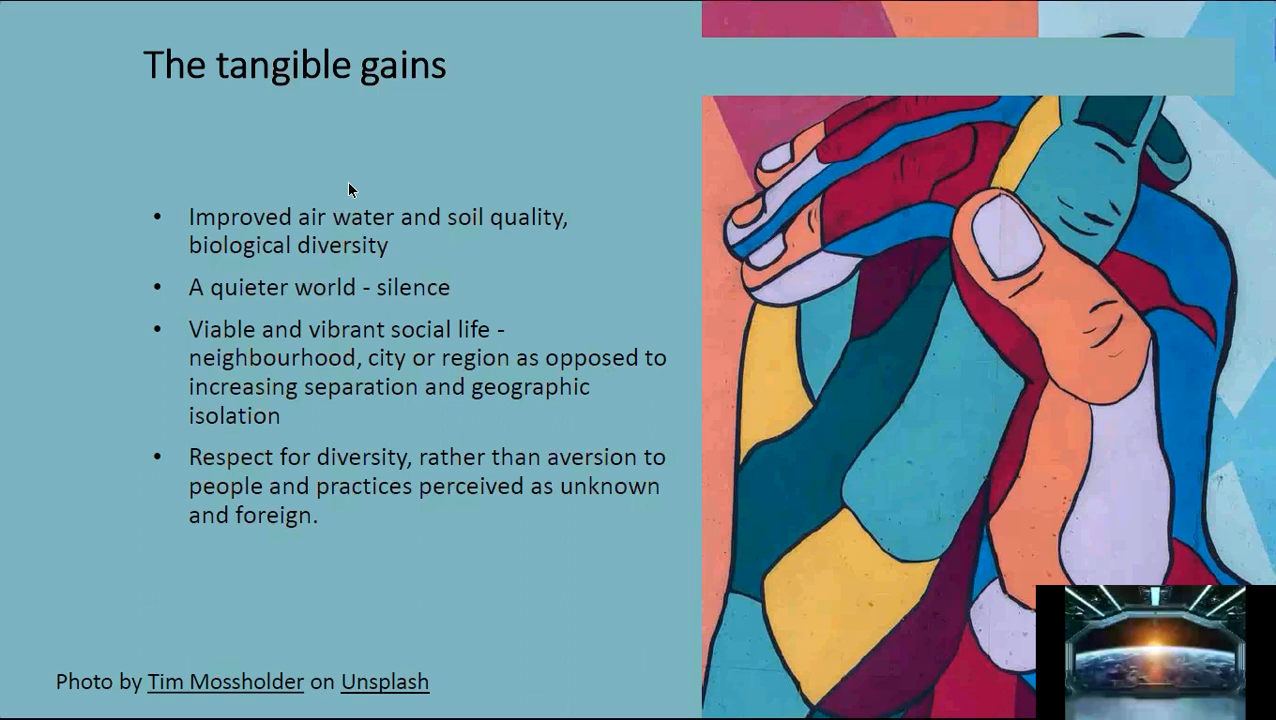 The tangible gains
• Improved air water and soil quality,
biological diversity
• A quieter world - silence
• Viable and vibrant social life -
neighbourhood, city or region as opposed to
increasing separation and geographic
isolation
• Respect for diversity, rather than aversion to
people and practices perceived as unknown
and foreign.
Photo by Tim Mossholder on Unsplash